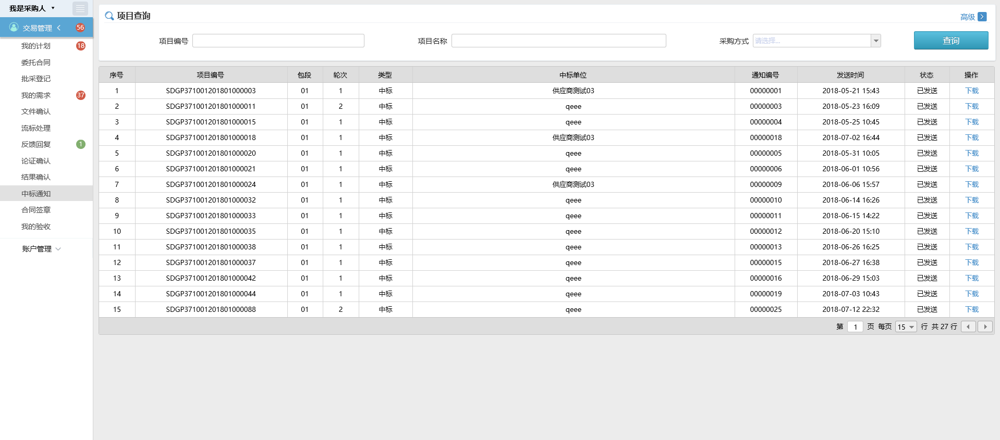 我是采购人
交易管理 56
我的计划 18
委托合同
批采登记
我的需求 37
文件确认
流标处理
反馈回复 1
论证确认
结果确认
中标通知
合同签章
我的验收
账户管理
项目查询 高级
项目编号 项目名称 采购方式 请选择... 查询
序号 项目编号 包段 轮次 类型 中标单位 通知编号 发送时间 状态 操作
1 SDGP371001201801000003 01 1 中标 供应商测试03 00000001 2018-05-21 15:43 已发送 下载
2 SDGP371001201801000011 01 2 中标 qeee 00000003 2018-05-23 16:09 已发送 下载
3 SDGP371001201801000015 01 1 中标 qeee 00000004 2018-05-25 10:45 已发送 下载
4 SDGP371001201801000018 01 1 中标 供应商测试03 00000018 2018-07-02 16:44 已发送 下载
5 SDGP371001201801000020 01 1 中标 qeee 00000005 2018-05-31 10:05 已发送 下载
6 SDGP371001201801000021 01 1 中标 qeee 00000006 2018-06-01 10:56 已发送 下载
7 SDGP371001201801000024 01 1 中标 供应商测试03 00000009 2018-06-06 15:57 已发送 下载
8 SDGP371001201801000032 01 1 中标 qeee 00000010 2018-06-14 16:26 已发送 下载
9 SDGP371001201801000033 01 1 中标 qeee 00000011 2018-06-15 14:22 已发送 下载
10 SDGP371001201801000035 01 1 中标 qeee 00000012 2018-06-20 15:10 已发送 下载
11 SDGP371001201801000038 01 1 中标 qeee 00000013 2018-06-26 16:25 已发送 下载
12 SDGP371001201801000037 01 1 中标 qeee 00000015 2018-06-27 16:38 已发送 下载
13 SDGP371001201801000042 01 1 中标 qeee 00000016 2018-06-29 15:03 已发送 下载
14 SDGP371001201801000044 01 1 中标 qeee 00000019 2018-07-03 10:43 已发送 下载
15 SDGP371001201801000088 01 2 中标 qeee 00000025 2018-07-12 22:32 已发送 下载
第 1 页 每页 15 行 共 27 行